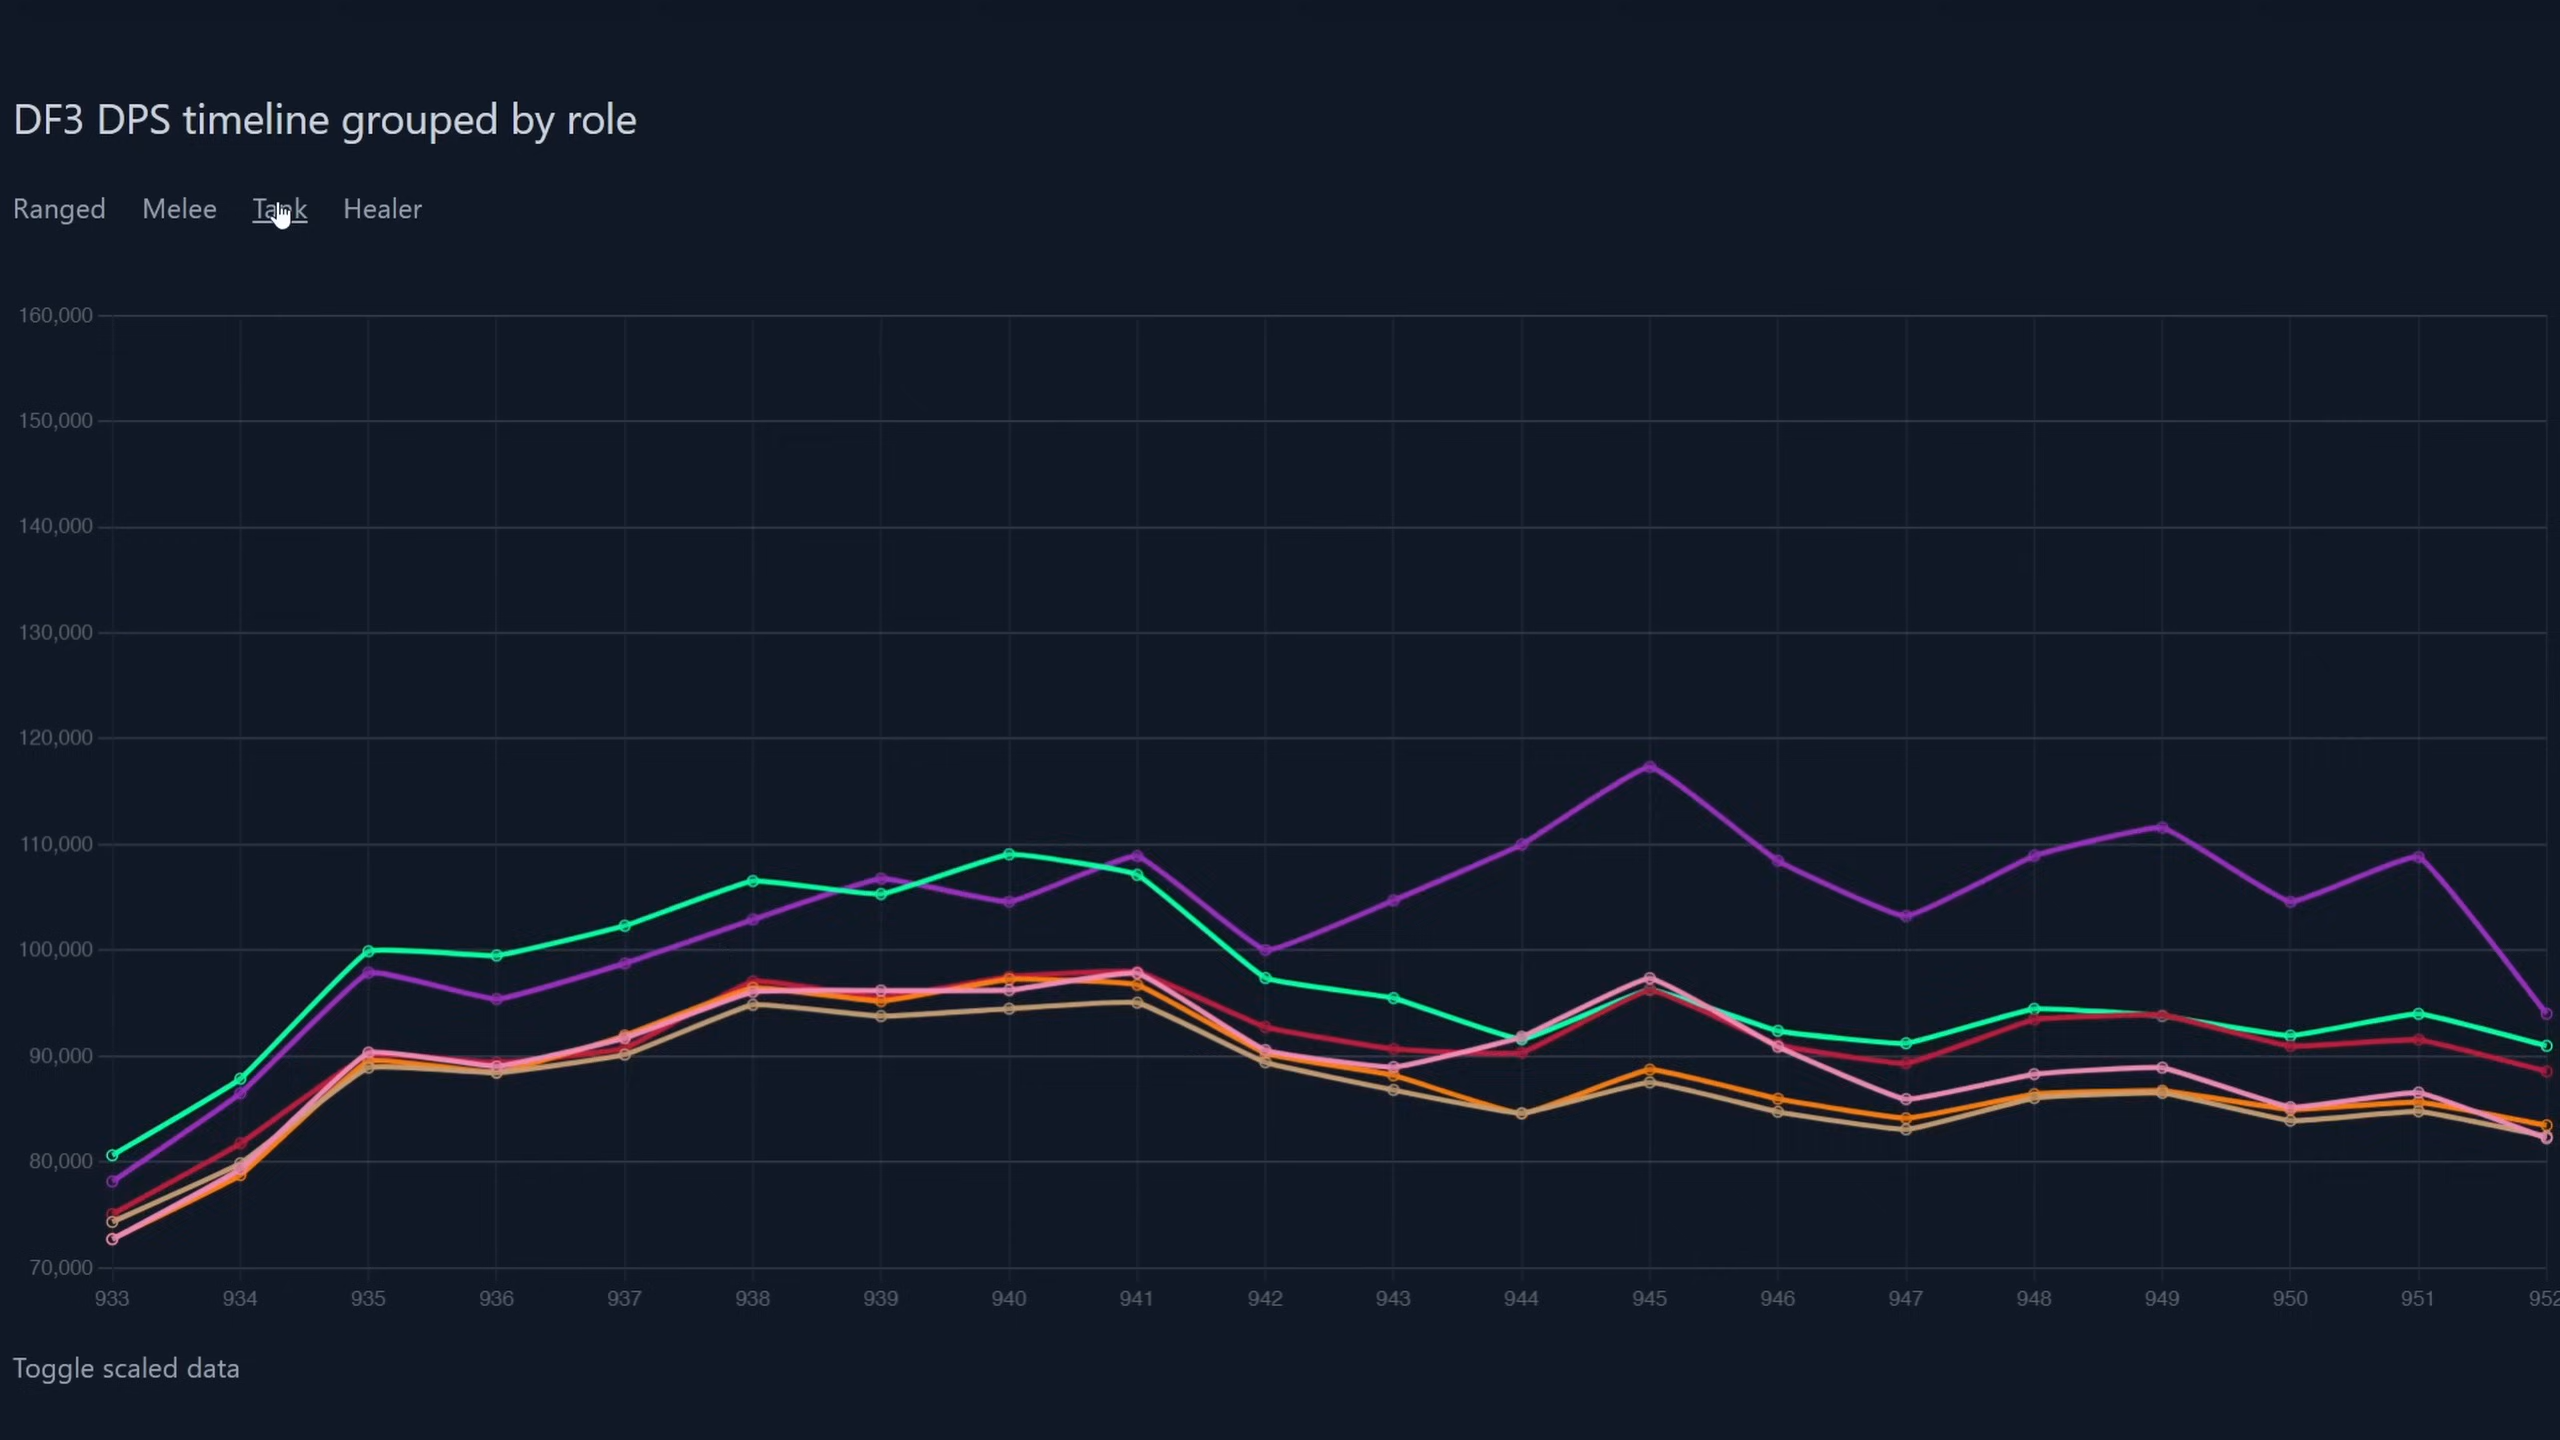 DF3 DPS timeline grouped by role
Ranged Melee Tank Healer
160,000
150,000
140,000
130,000
120,000
110,000
100,000
90,000
80,000
70,000
933 934 935 936 937 938 939 940 941 942 943 944 945 946 947 948 949 950 951 952
Toggle scaled data